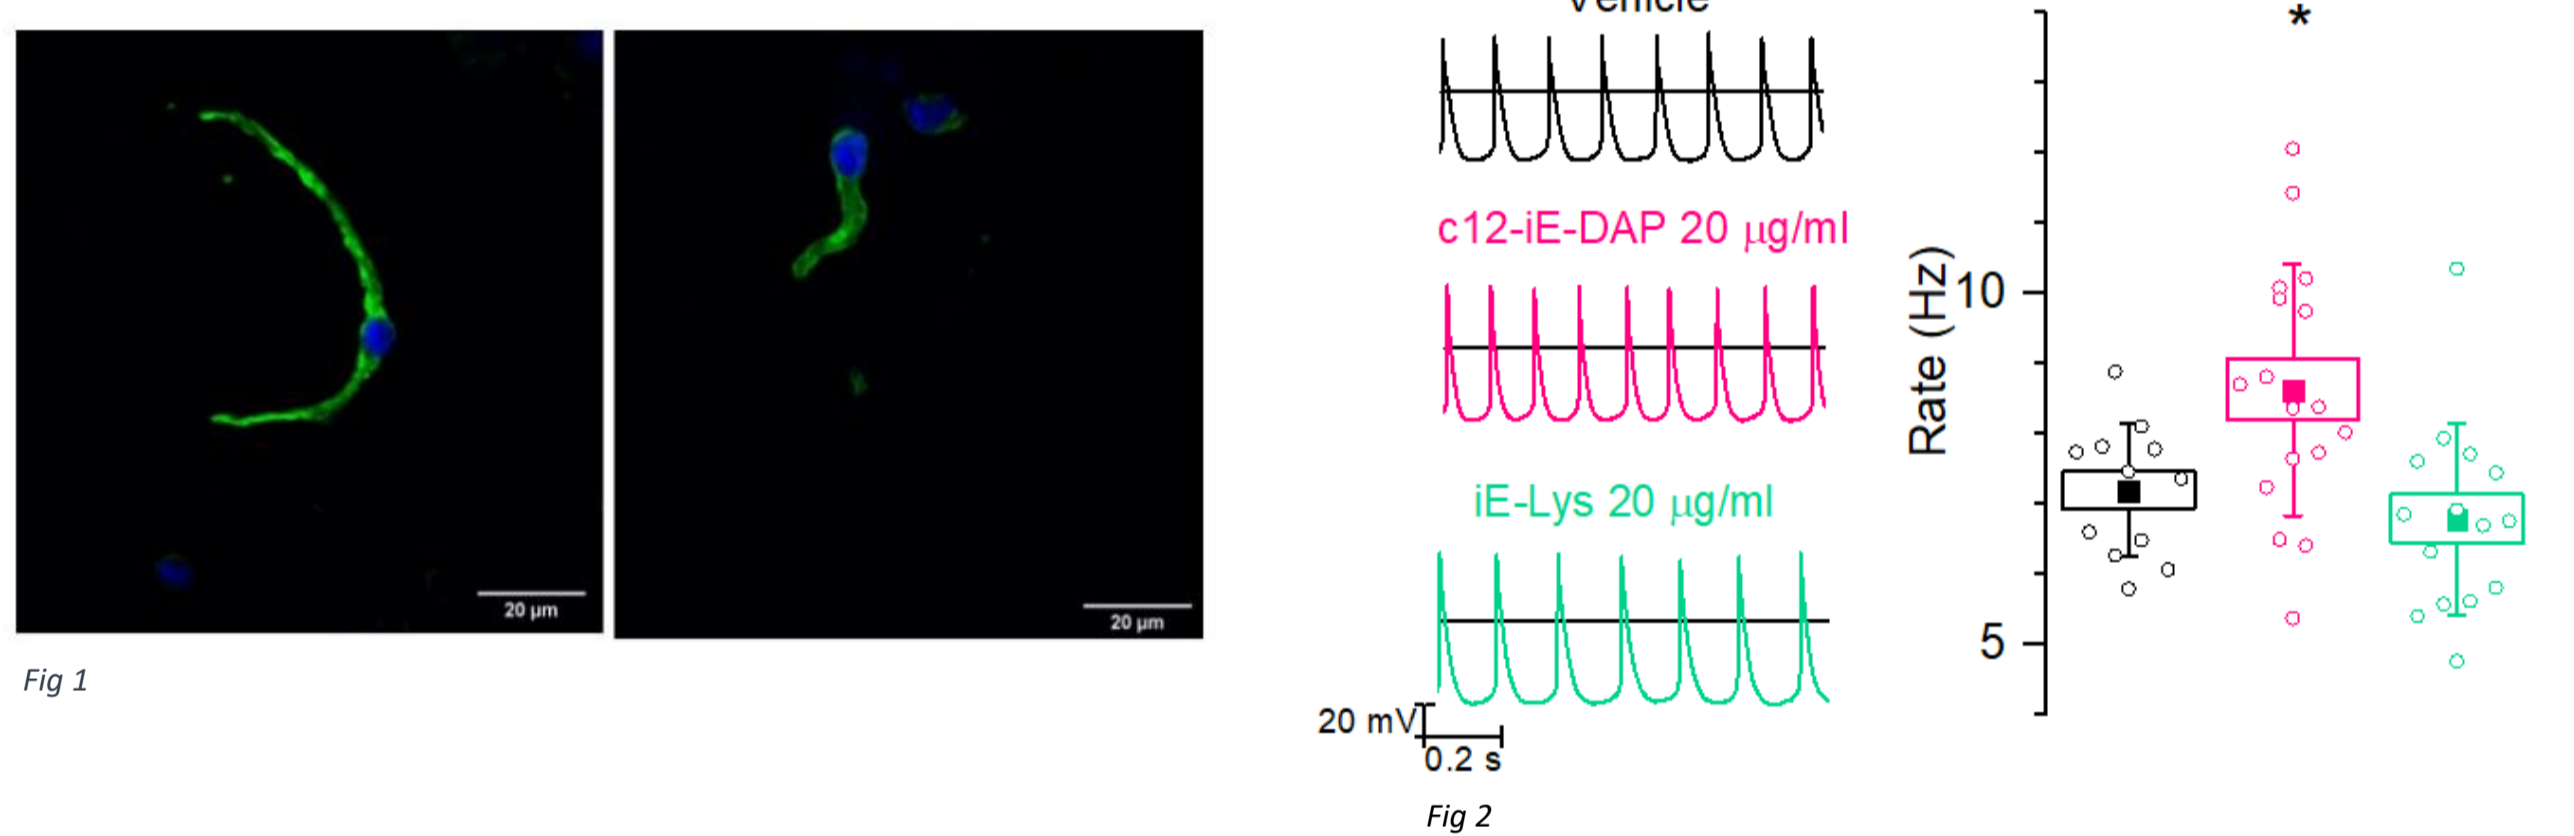 20 µm
20 µm
Fig 1
Vehicle
c12-iE-DAP 20 µg/ml
iE-Lys 20 µg/ml
20 mV
0.2 s
Rate (Hz)
10
5
*
Fig 2